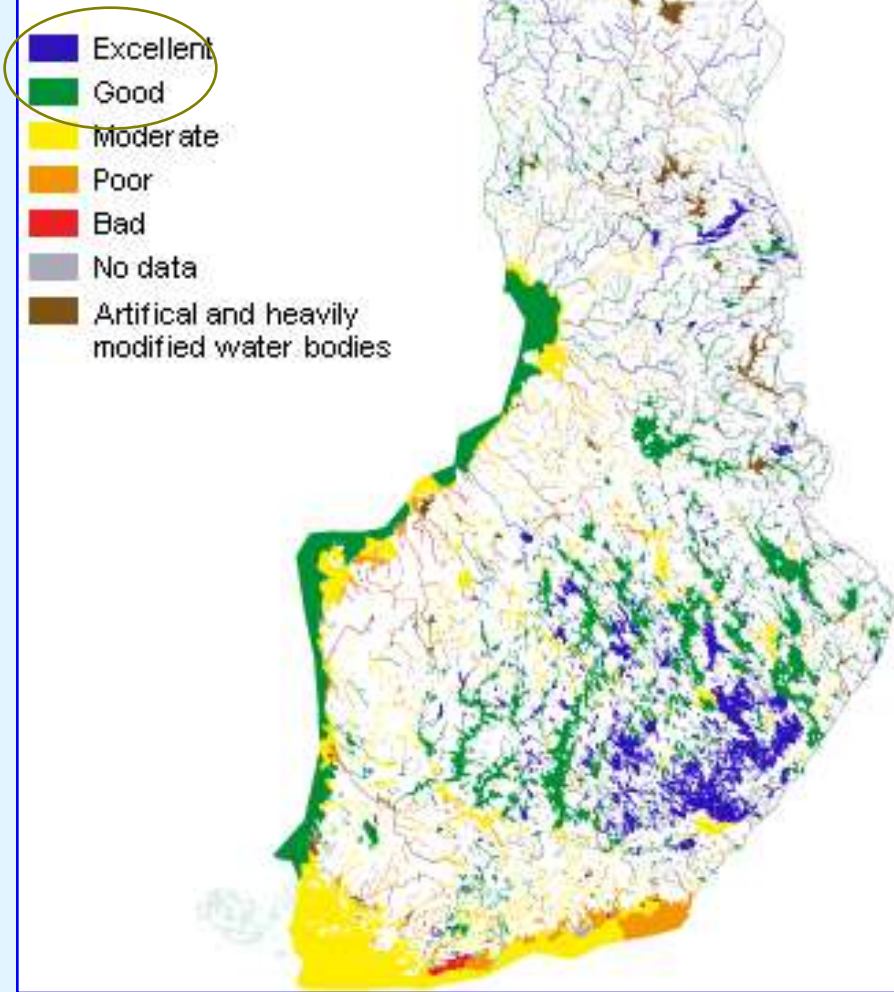 Excellent
Good
Moderate
Poor
Bad
No data
Artifical and heavily
modified water bodies